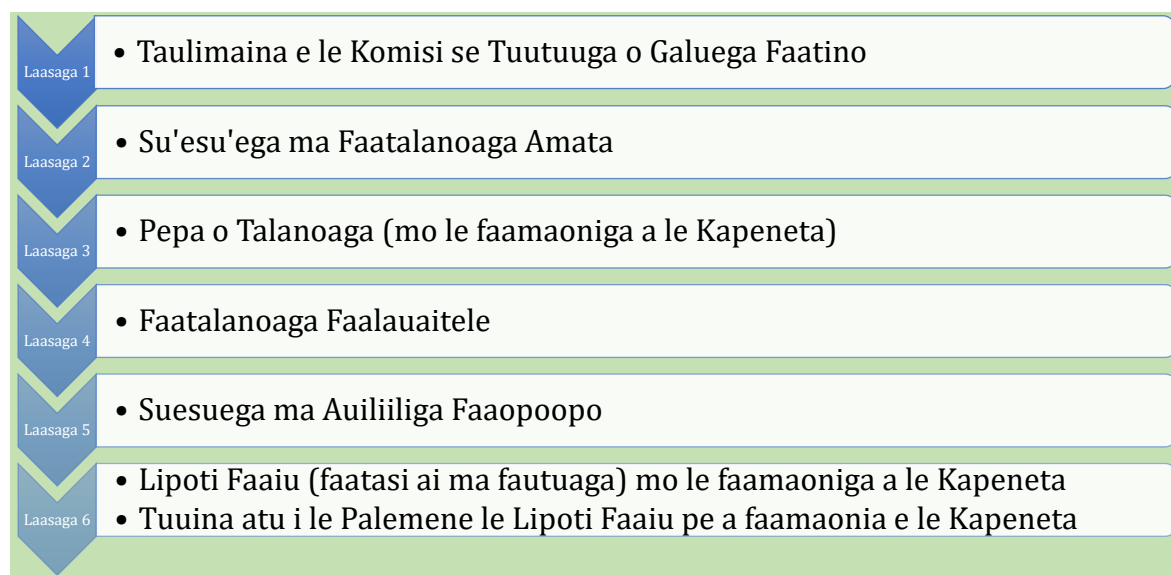 Laasaga 1
• Taulimaina e le Komisi se Tuutuuga o Galuega Faatino
Laasaga 2
• Su'esu'ega ma Faatalanoaga Amata
Laasaga 3
• Pepa o Talanoaga (mo le faamaoniga a le Kapeneta)
Laasaga 4
• Faatalanoaga Faalauaitele
Laasaga 5
• Suesuega ma Auiliiliga Faaopoopo
Laasaga 6
• Lipoti Faaiu (faatasi ai ma fautuaga) mo le faamaoniga a le Kapeneta
• Tuuina atu i le Palemene le Lipoti Faaiu pe a faamaonia e le Kapeneta